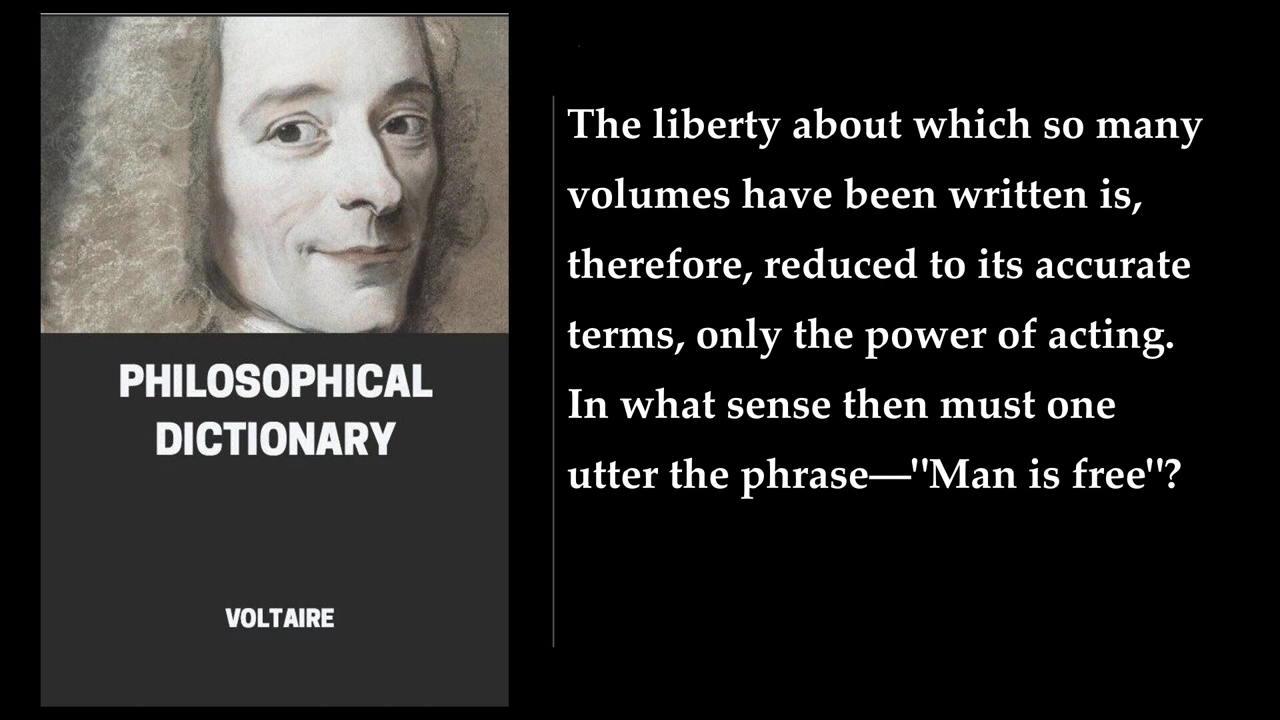 PHILOSOPHICAL
DICTIONARY
VOLTAIRE
The liberty about which so many
volumes have been written is,
therefore, reduced to its accurate
terms, only the power of acting.
In what sense then must one
utter the phrase—"Man is free"?